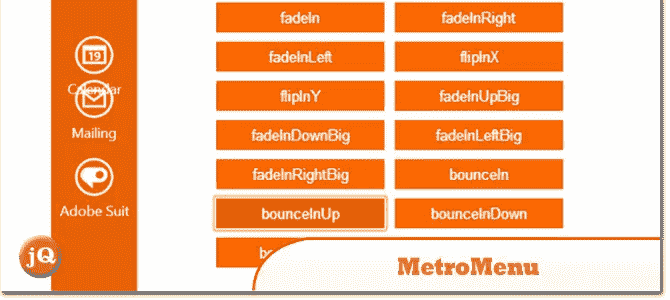 fadeIn fadeInRight
19
fadeInLeft flipInX
Calendar
flipInY fadeInUpBig
Mailing
fadeInDownBig fadeInLeftBig
fadeInRightBig bounceIn
Adobe Suit
bounceInUp bounceInDown
jQ
MetroMenu